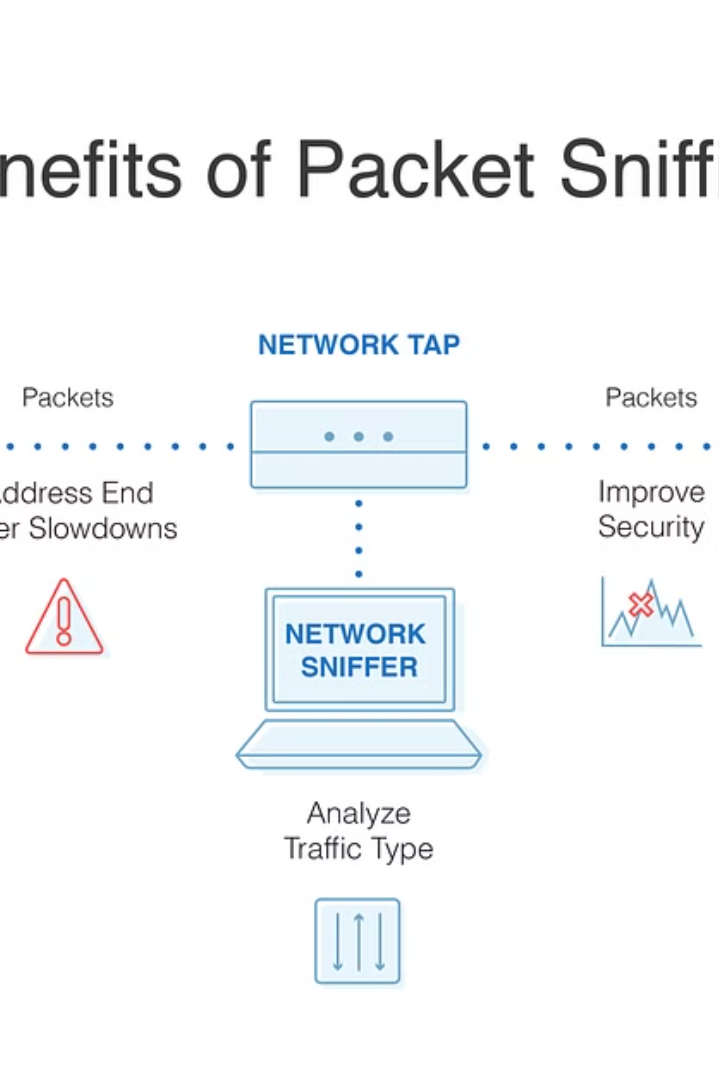 nefits of Packet Sniffi
NETWORK TAP
Packets
Packets
ddress End
er Slowdowns
Improve
Security
NETWORK
SNIFFER
Analyze
Traffic Type